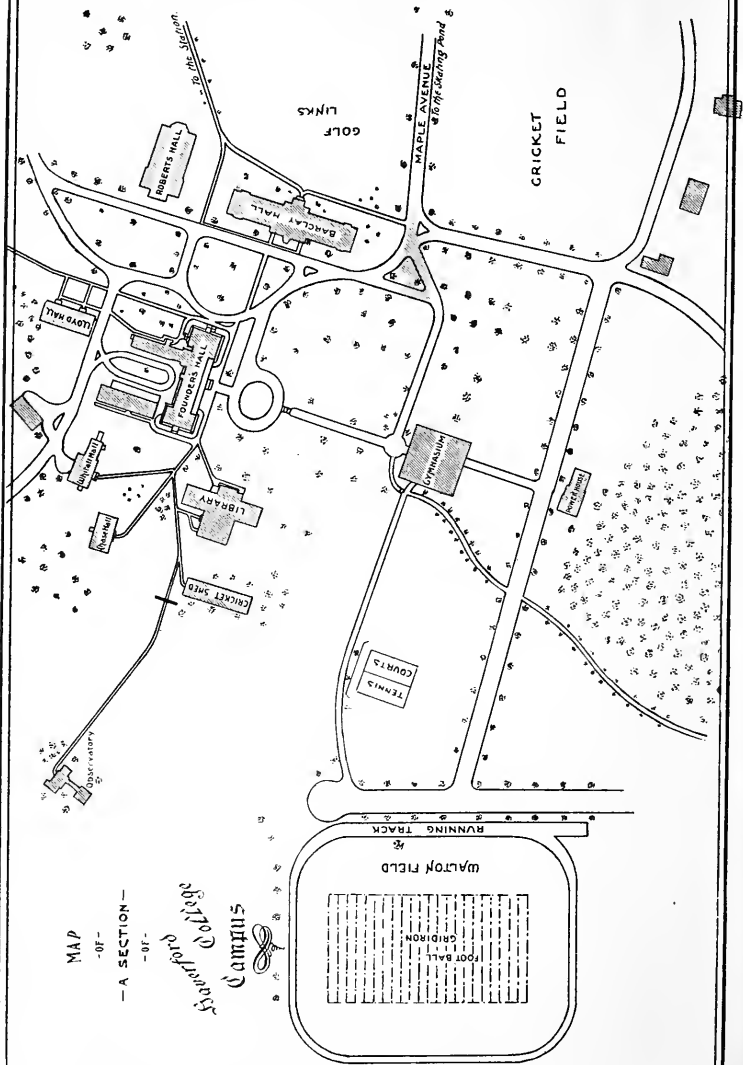 To the Station.
GOLF
LINKS
MAPLE AVENUE
To the Skating Pond &
CRICKET
FIELD
ROBERTS HALL
BARCLAY HALL
LLOYD HALL
FOUNDERS HALL
Whitall Hall
Chase Hall
LIBRARY
CRICKET SHED
GYMNASIUM
POWER HOUSE
TENNIS
COURTS
Observatory
RUNNING TRACK
WALTON FIELD
FOOT BALL
GRIDIRON
MAP
-OF-
—A SECTION—
-OF-
Haverford
College
Campus